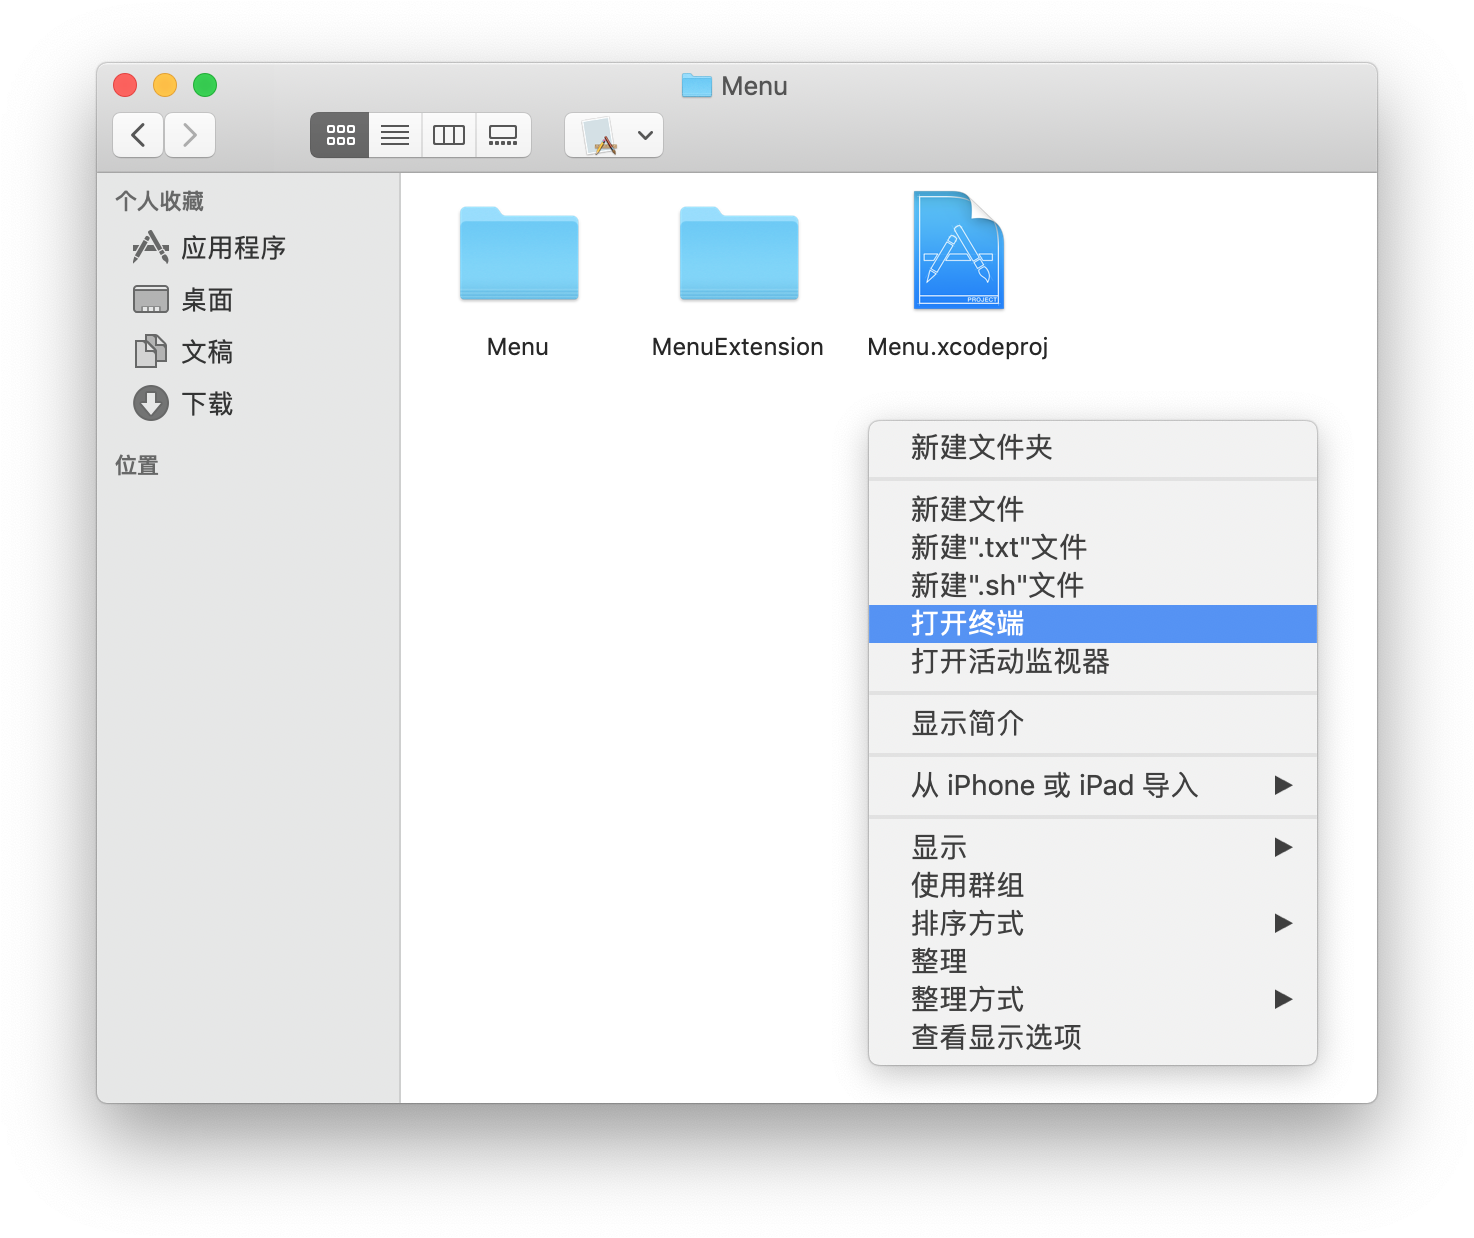 Menu
个人收藏
应用程序
桌面
文稿
下载
位置
Menu
MenuExtension
Menu.xcodeproj
PROJECT
新建文件夹
新建文件
新建".txt"文件
新建".sh"文件
打开终端
打开活动监视器
显示简介
从 iPhone 或 iPad 导入
显示
使用群组
排序方式
整理
整理方式
查看显示选项